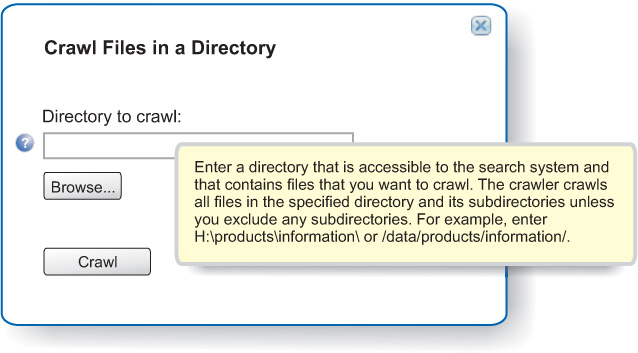 Crawl Files in a Directory
Directory to crawl:
?
Enter a directory that is accessible to the search system and
that contains files that you want to crawl. The crawler crawls
all files in the specified directory and its subdirectories unless
you exclude any subdirectories. For example, enter
H:\products\information\ or /data/products/information/.
Browse...
Crawl